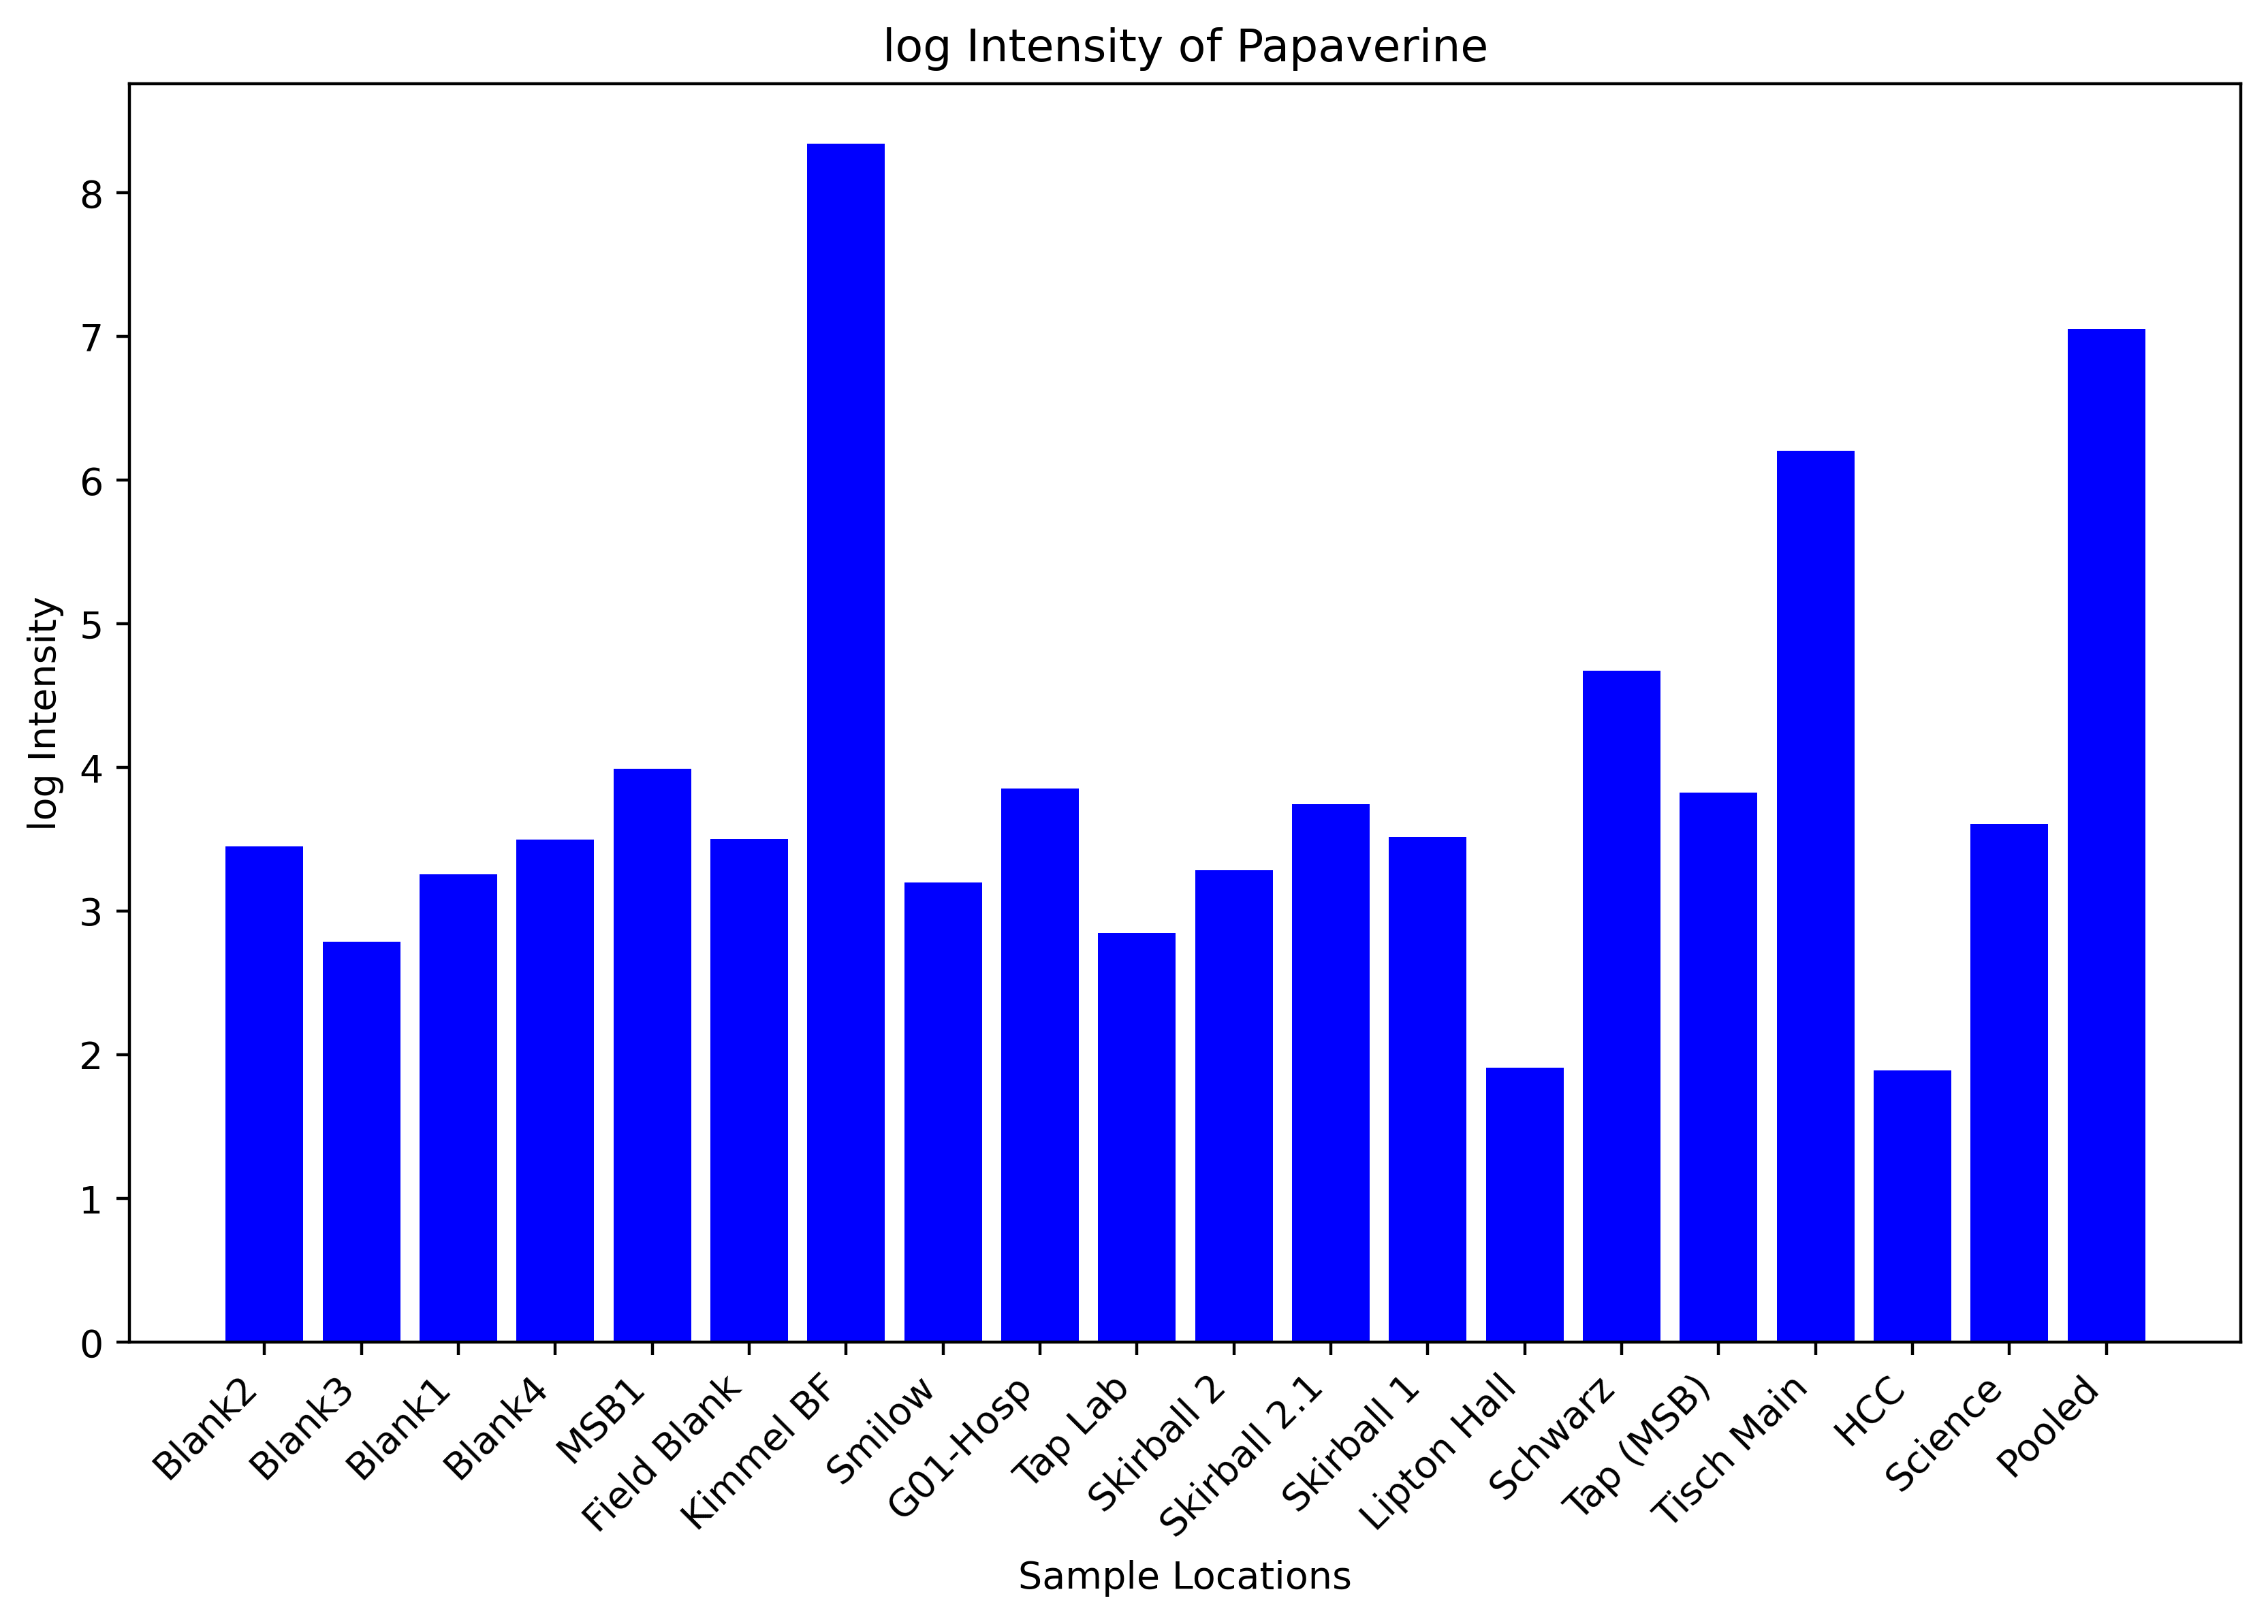 log Intensity of Papaverine
log Intensity
8
7
6
5
4
3
2
1
0
Blank2
Blank3
Blank1
Blank4
MSB1
Field Blank
Kimmel BF
Smilow
G01-Hosp
Tap Lab
Skirball 2
Skirball 2.1
Skirball 1
Lipton Hall
Schwarz
Tap (MSB)
Tisch Main
HCC
Science
Pooled
Sample Locations